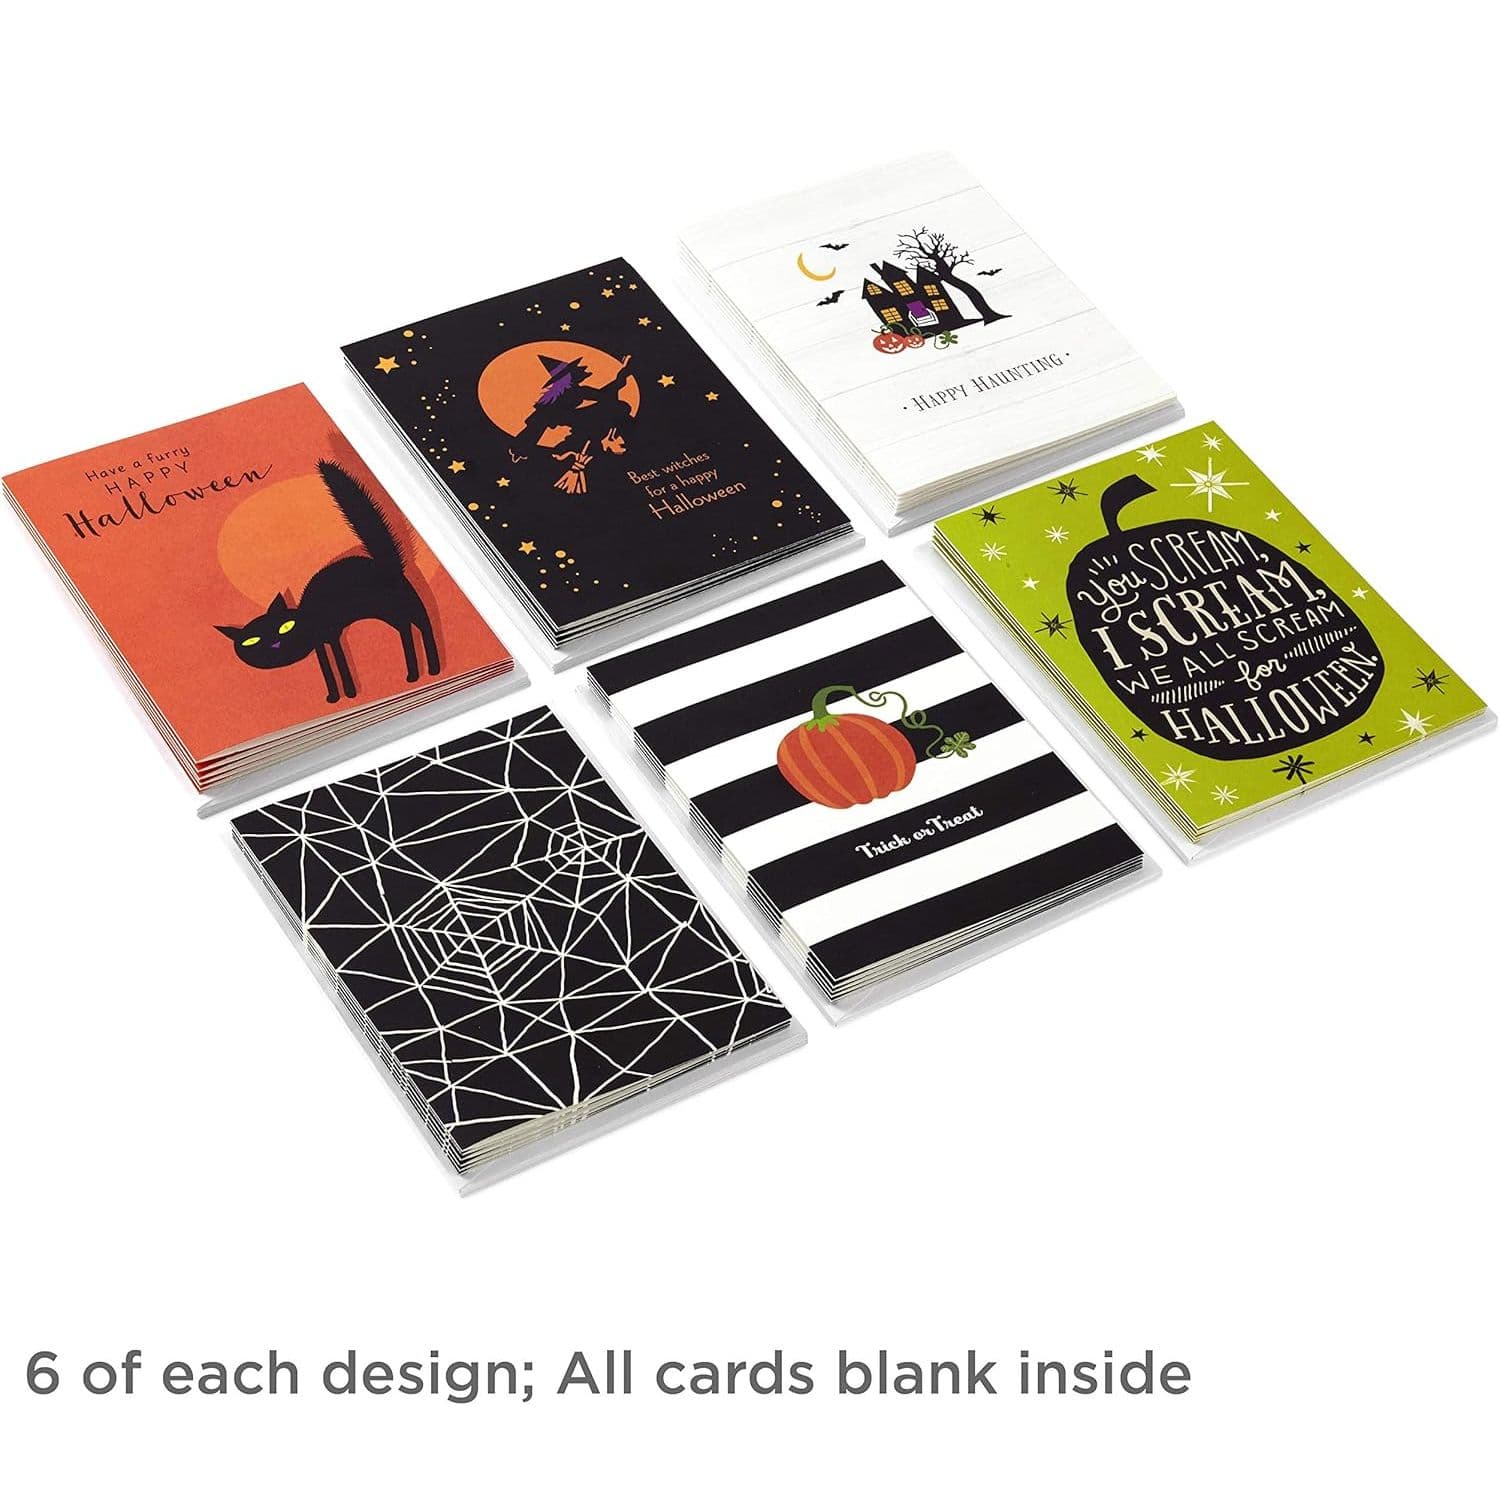 Have a furry
HAPPY
Halloween
Best witches
for a happy
Halloween
· HAPPY HAUNTING ·
Trick or Treat
You SCREAM,
I SCREAM,
WE ALL SCREAM
for
HALLOWEEN.
6 of each design; All cards blank inside